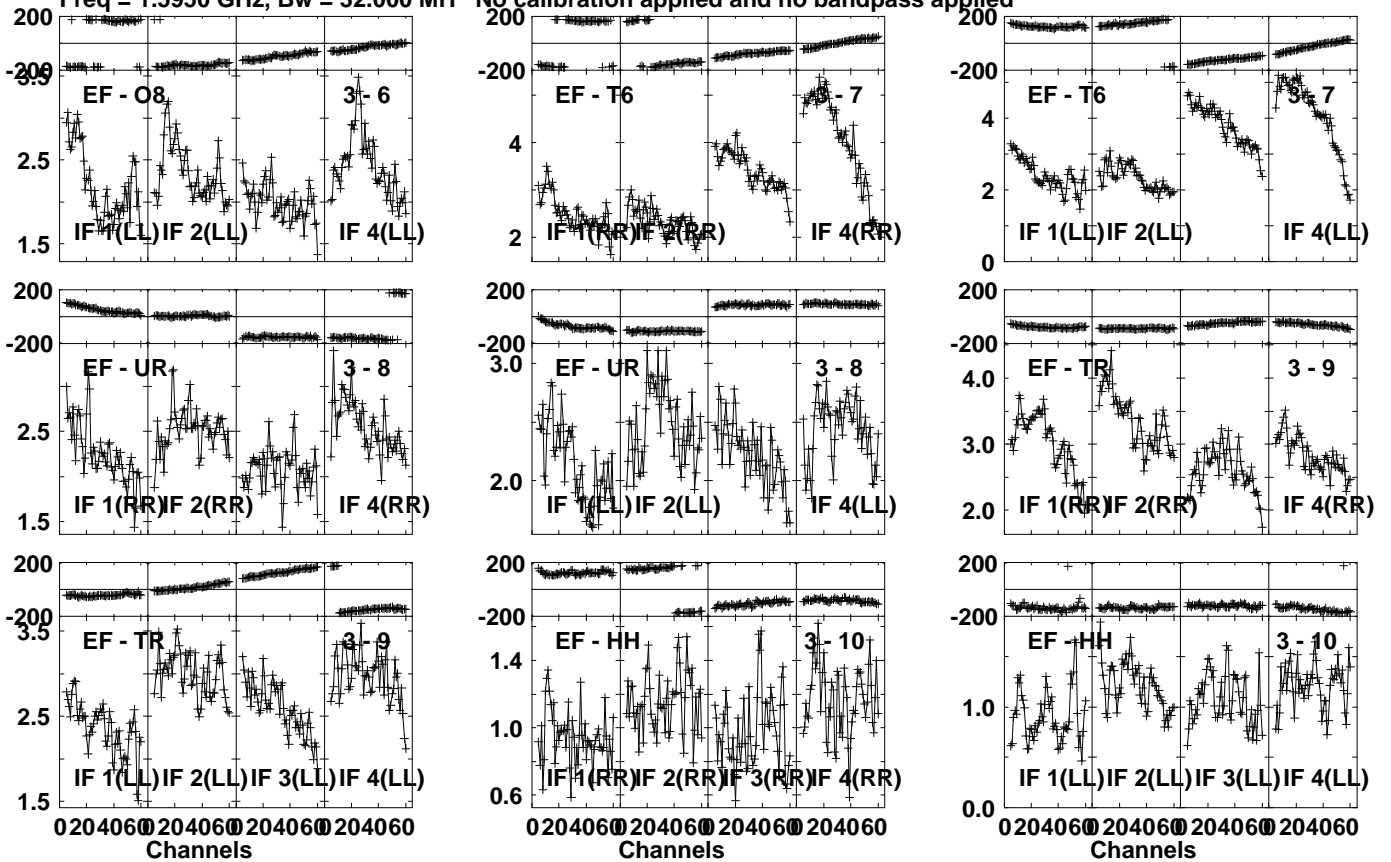 Freq = 1.5950 GHz, Bw = 32.000 MH No calibration applied and no bandpass applied
200
-200
3.5
2.5
1.5
EF - O8
3 - 6
IF 1(LL) IF 2(LL) IF 4(LL)
200
-200
4
2
EF - T6
3 - 7
IF 1(RR) IF 2(RR) IF 4(RR)
200
-200
4
2
0
EF - T6
3 - 7
IF 1(LL) IF 2(LL) IF 4(LL)
200
-200
2.5
1.5
EF - UR
3 - 8
IF 1(RR) IF 2(RR) IF 4(RR)
200
-200
3.0
2.0
EF - UR
3 - 8
IF 1(LL) IF 2(LL) IF 4(LL)
200
-200
4.0
3.0
2.0
EF - TR
3 - 9
IF 1(RR) IF 2(RR) IF 4(RR)
200
-200
3.5
2.5
1.5
EF - TR
3 - 9
IF 1(LL) IF 2(LL) IF 3(LL) IF 4(LL)
0 20 40 60 0 20 40 60 0 20 40 60 0 20 40 60
Channels
200
-200
1.4
1.0
0.6
EF - HH
3 - 10
IF 1(RR) IF 2(RR) IF 3(RR) IF 4(RR)
0 20 40 60 0 20 40 60 0 20 40 60 0 20 40 60
Channels
200
-200
1.0
0.0
EF - HH
3 - 10
IF 1(LL) IF 2(LL) IF 3(LL) IF 4(LL)
0 20 40 60 0 20 40 60 0 20 40 60 0 20 40 60
Channels